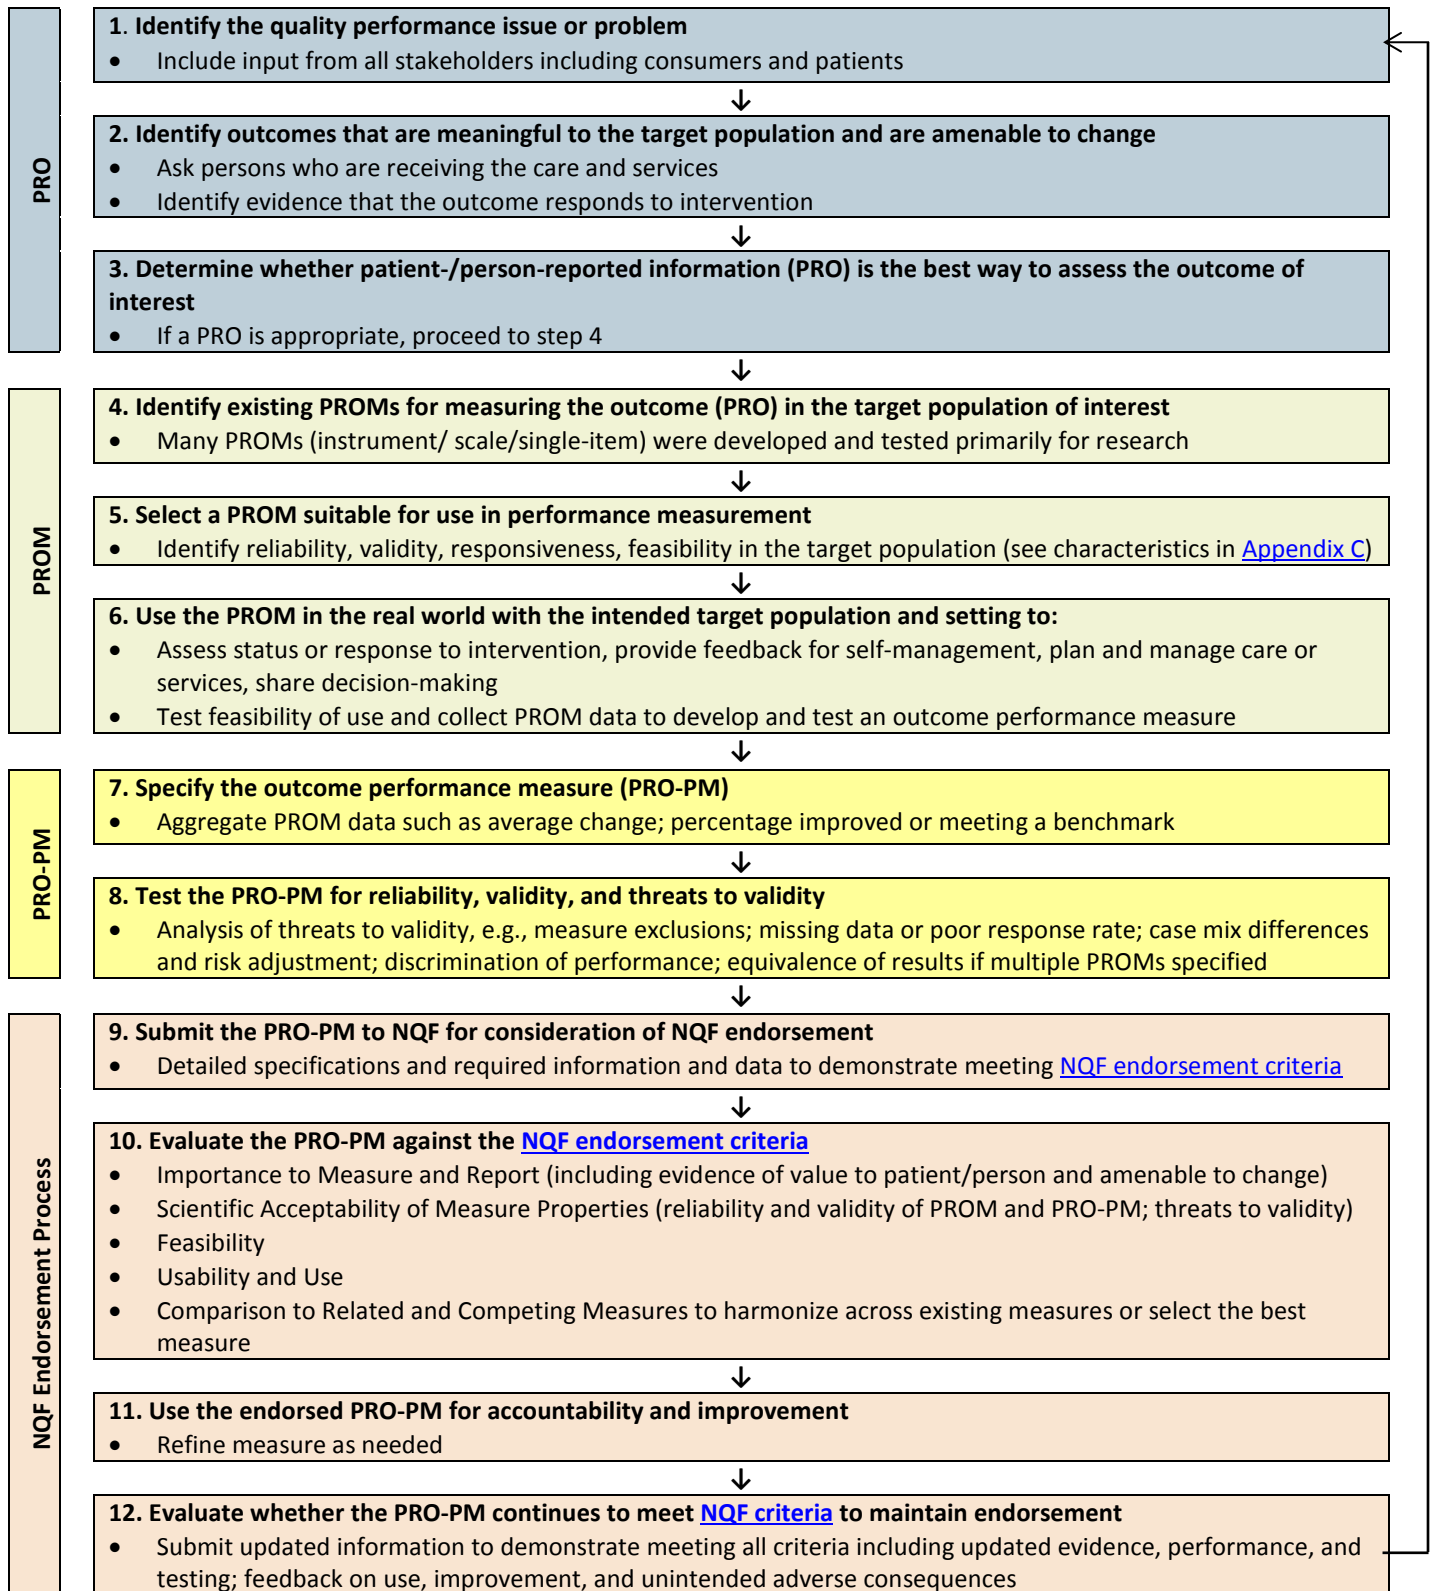 PRO
1. Identify the quality performance issue or problem
• Include input from all stakeholders including consumers and patients
↓
2. Identify outcomes that are meaningful to the target population and are amenable to change
• Ask persons who are receiving the care and services
• Identify evidence that the outcome responds to intervention
↓
3. Determine whether patient-/person-reported information (PRO) is the best way to assess the outcome of
interest
• If a PRO is appropriate, proceed to step 4
↓
PROM
4. Identify existing PROMs for measuring the outcome (PRO) in the target population of interest
• Many PROMs (instrument/ scale/single-item) were developed and tested primarily for research
↓
5. Select a PROM suitable for use in performance measurement
• Identify reliability, validity, responsiveness, feasibility in the target population (see characteristics in Appendix C)
↓
6. Use the PROM in the real world with the intended target population and setting to:
• Assess status or response to intervention, provide feedback for self-management, plan and manage care or
services, share decision-making
• Test feasibility of use and collect PROM data to develop and test an outcome performance measure
↓
PRO-PM
7. Specify the outcome performance measure (PRO-PM)
• Aggregate PROM data such as average change; percentage improved or meeting a benchmark
↓
8. Test the PRO-PM for reliability, validity, and threats to validity
• Analysis of threats to validity, e.g., measure exclusions; missing data or poor response rate; case mix differences
and risk adjustment; discrimination of performance; equivalence of results if multiple PROMs specified
↓
NQF Endorsement Process
9. Submit the PRO-PM to NQF for consideration of NQF endorsement
• Detailed specifications and required information and data to demonstrate meeting NQF endorsement criteria
↓
10. Evaluate the PRO-PM against the NQF endorsement criteria
• Importance to Measure and Report (including evidence of value to patient/person and amenable to change)
• Scientific Acceptability of Measure Properties (reliability and validity of PROM and PRO-PM; threats to validity)
• Feasibility
• Usability and Use
• Comparison to Related and Competing Measures to harmonize across existing measures or select the best
measure
↓
11. Use the endorsed PRO-PM for accountability and improvement
• Refine measure as needed
↓
12. Evaluate whether the PRO-PM continues to meet NQF criteria to maintain endorsement
• Submit updated information to demonstrate meeting all criteria including updated evidence, performance, and
testing; feedback on use, improvement, and unintended adverse consequences